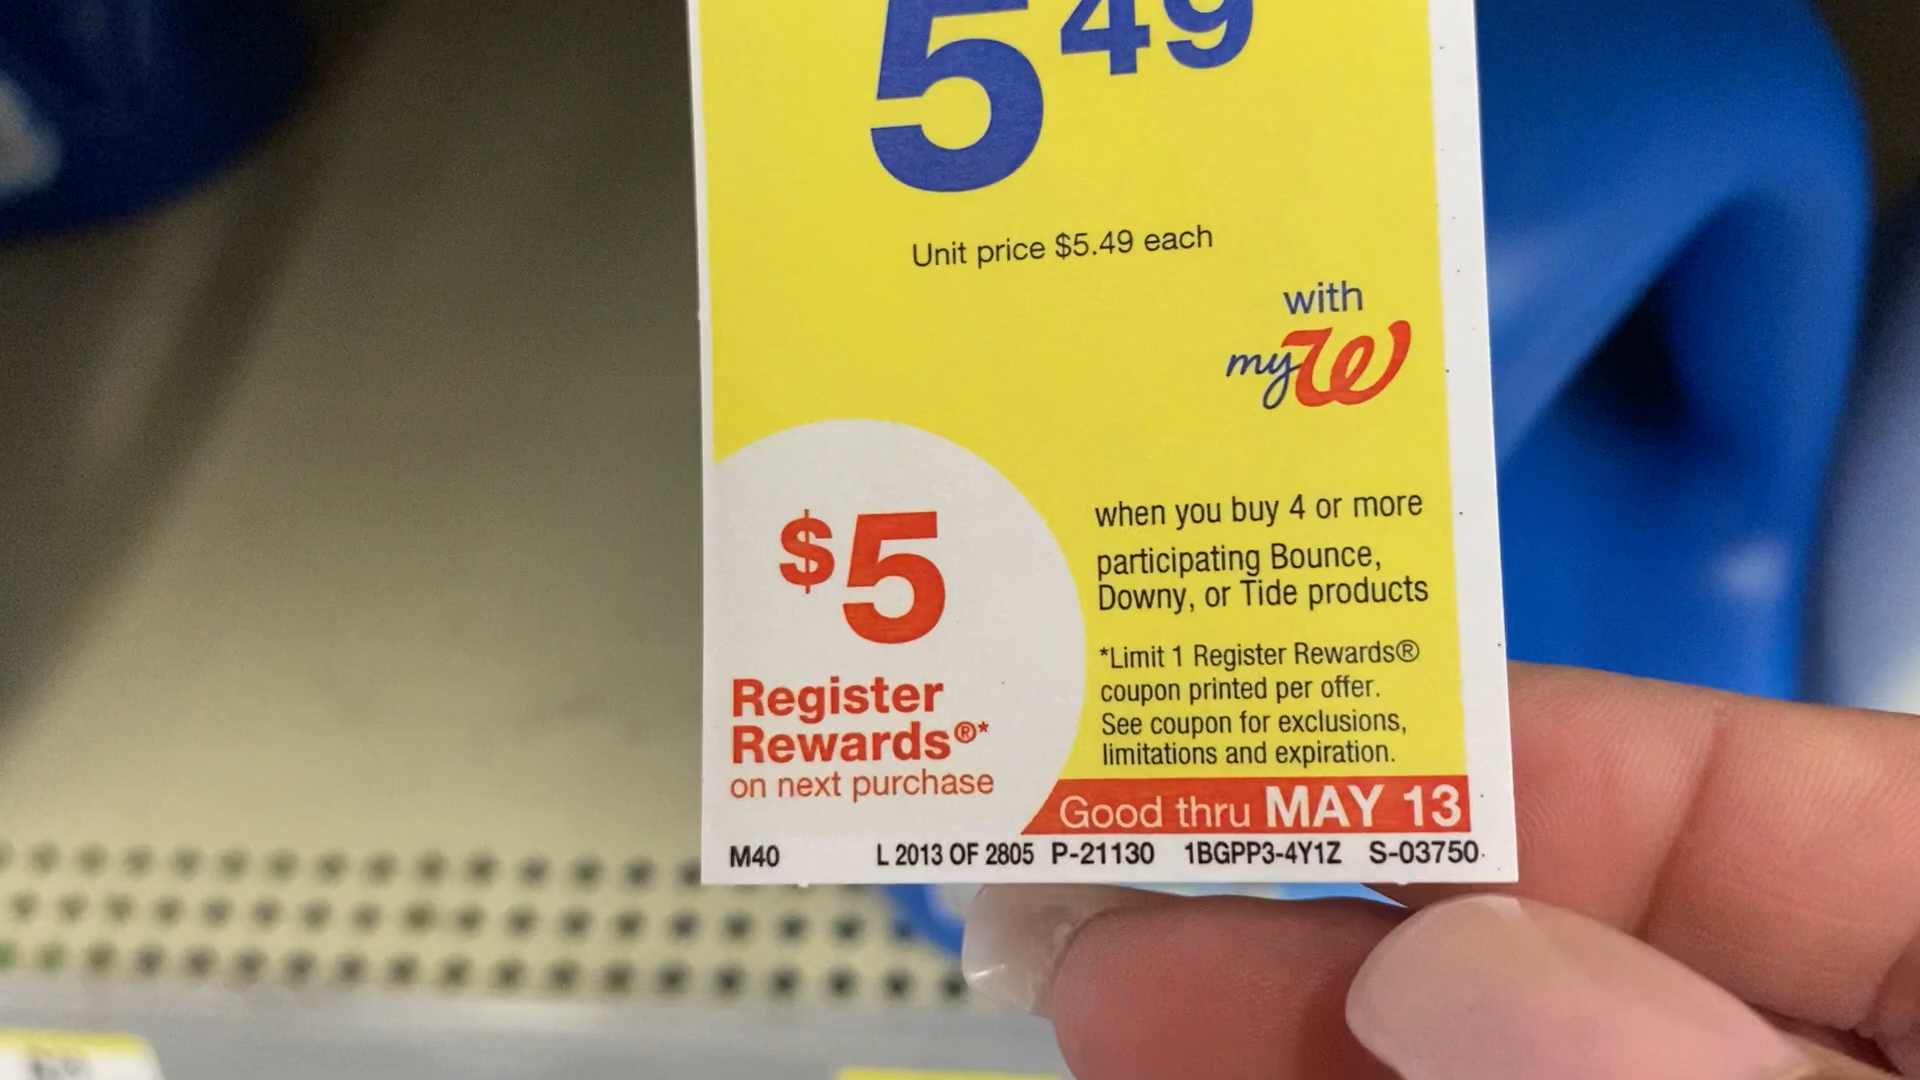 5 49
Unit price $5.49 each
with
myW
$5
Register
Rewards®*
on next purchase
when you buy 4 or more
participating Bounce,
Downy, or Tide products
*Limit 1 Register Rewards®
coupon printed per offer.
See coupon for exclusions,
limitations and expiration.
Good thru MAY 13
M40 L 2013 OF 2805 P-21130 1BGPP3-4Y1Z S-03750